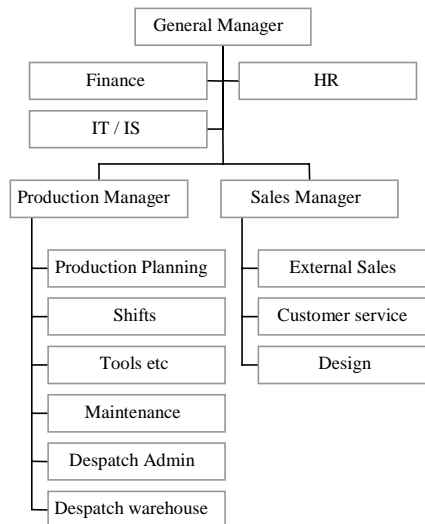 General Manager
Finance
HR
IT / IS
Production Manager
Sales Manager
Production Planning
External Sales
Shifts
Customer service
Tools etc
Design
Maintenance
Despatch Admin
Despatch warehouse